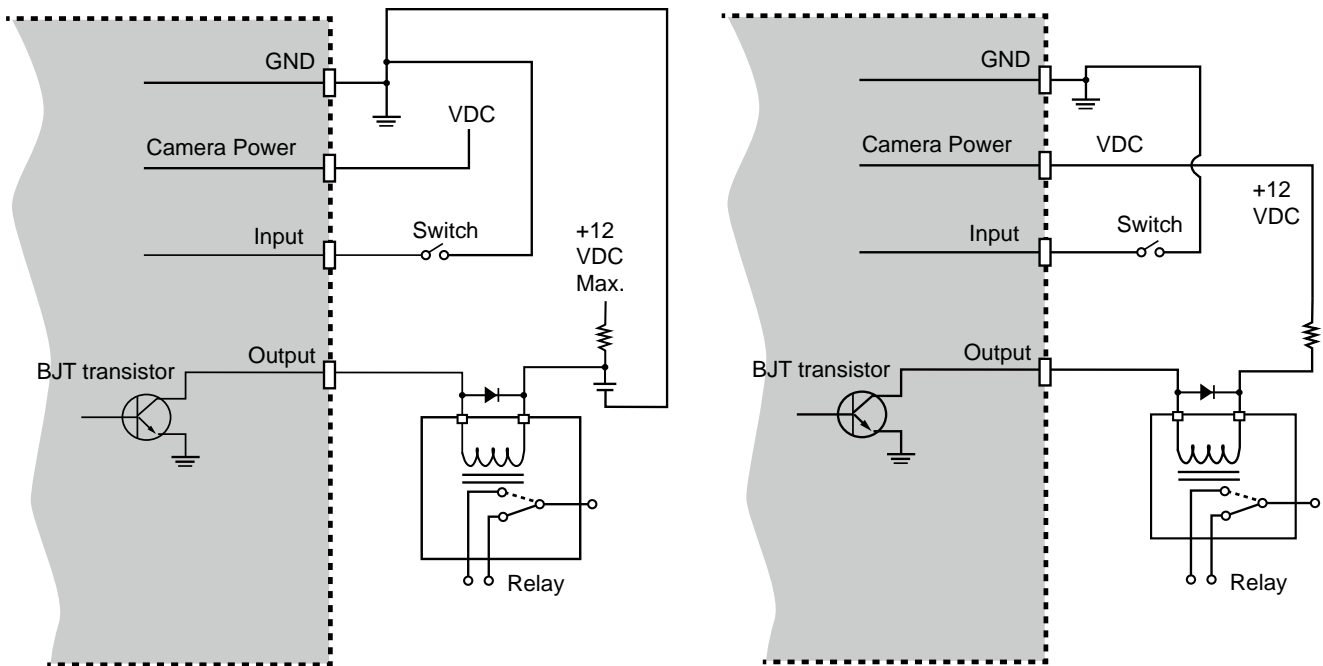 GND
VDC
Camera Power
Input
Switch
+12
VDC
Max.
Output
BJT transistor
Relay
GND
Camera Power
VDC
+12
VDC
Input
Switch
Output
BJT transistor
Relay